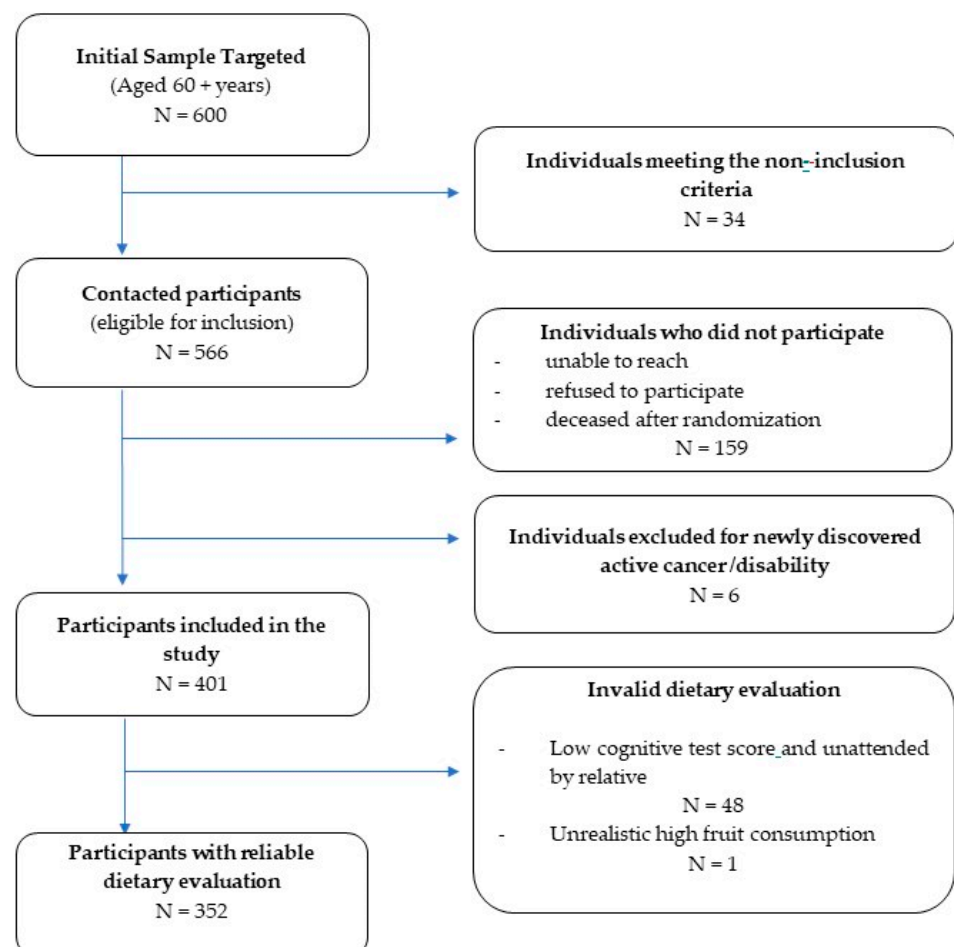 Initial Sample Targeted
(Aged 60 + years)
N = 600
Individuals meeting the non--inclusion
criteria
N = 34
Contacted participants
(eligible for inclusion)
N = 566
Individuals who did not participate
- unable to reach
- refused to participate
- deceased after randomization
N = 159
Individuals excluded for newly discovered
active cancer/disability
N = 6
Participants included in the
study
N = 401
Invalid dietary evaluation
- Low cognitive test score and unattended
by relative
N = 48
- Unrealistic high fruit consumption
N = 1
Participants with reliable
dietary evaluation
N = 352